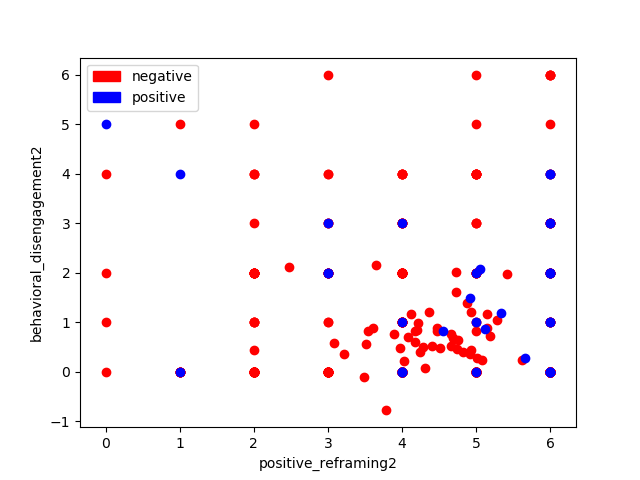 negative
positive
6
5
4
3
2
1
0
−1
behavioral_disengagement2
0 1 2 3 4 5 6
positive_reframing2